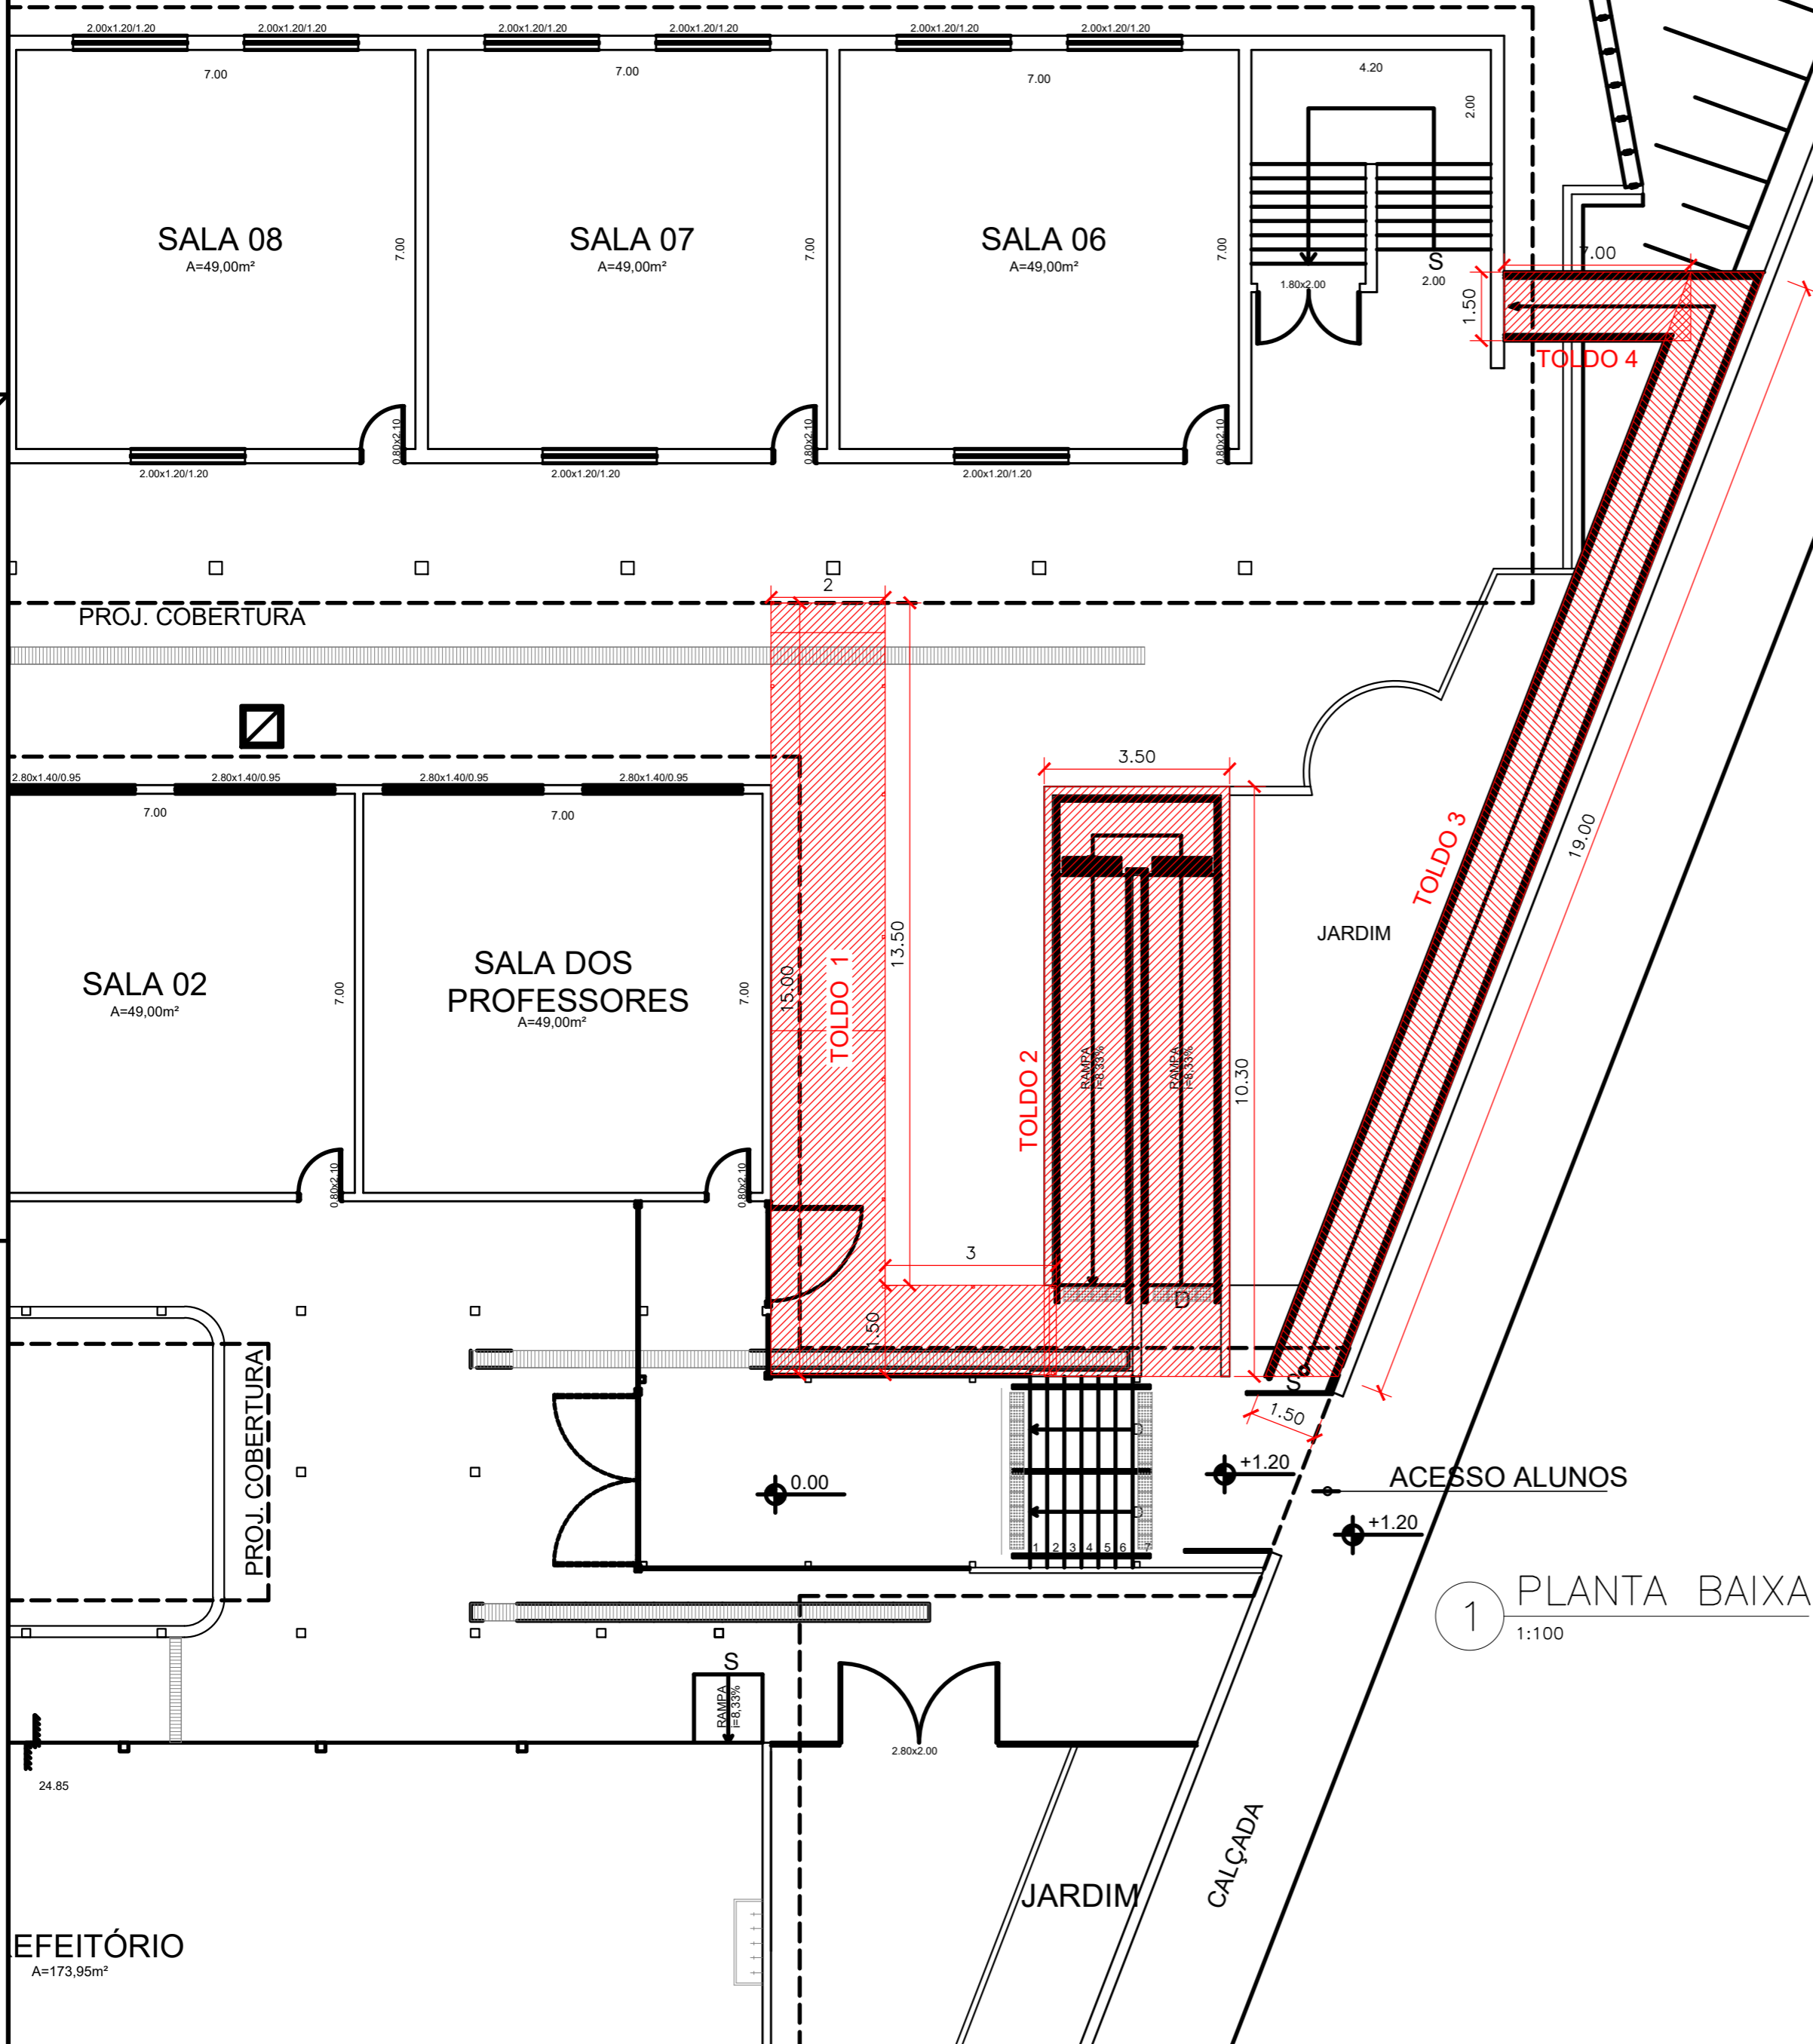 2.00x1.20/1.20
2.00x1.20/1.20
2.00x1.20/1.20
2.00x1.20/1.20
2.00x1.20/1.20
2.00x1.20/1.20
7.00
7.00
7.00
4.20
2.00
SALA 08
A=49,00m²
7.00
SALA 07
A=49,00m²
7.00
SALA 06
A=49,00m²
7.00
S
2.00
1.80x2.00
7.00
1.50
TOLDO 4
0.80x2.10
0.80x2.10
0.80x2.10
2.00x1.20/1.20
2.00x1.20/1.20
2.00x1.20/1.20
2
PROJ. COBERTURA
3.50
2.80x1.40/0.95
2.80x1.40/0.95
2.80x1.40/0.95
2.80x1.40/0.95
7.00
7.00
TOLDO 3
19.00
JARDIM
13.50
15.00
TOLDO 1
SALA 02
A=49,00m²
7.00
SALA DOS
PROFESSORES
A=49,00m²
7.00
TOLDO 2
RAMPA
i=8,33%
RAMPA
i=8,33%
10.30
0.80x2.10
0.80x2.10
3
D
1.50
S
1.50
PROJ. COBERTURA
D
D
0.00
+1.20
ACESSO ALUNOS
+1.20
1 2 3 4 5 6 7
1
PLANTA BAIXA
1:100
S
RAMPA
i=8,33%
2.80x2.00
24.85
CALÇADA
JARDIM
EFEITÓRIO
A=173,95m²